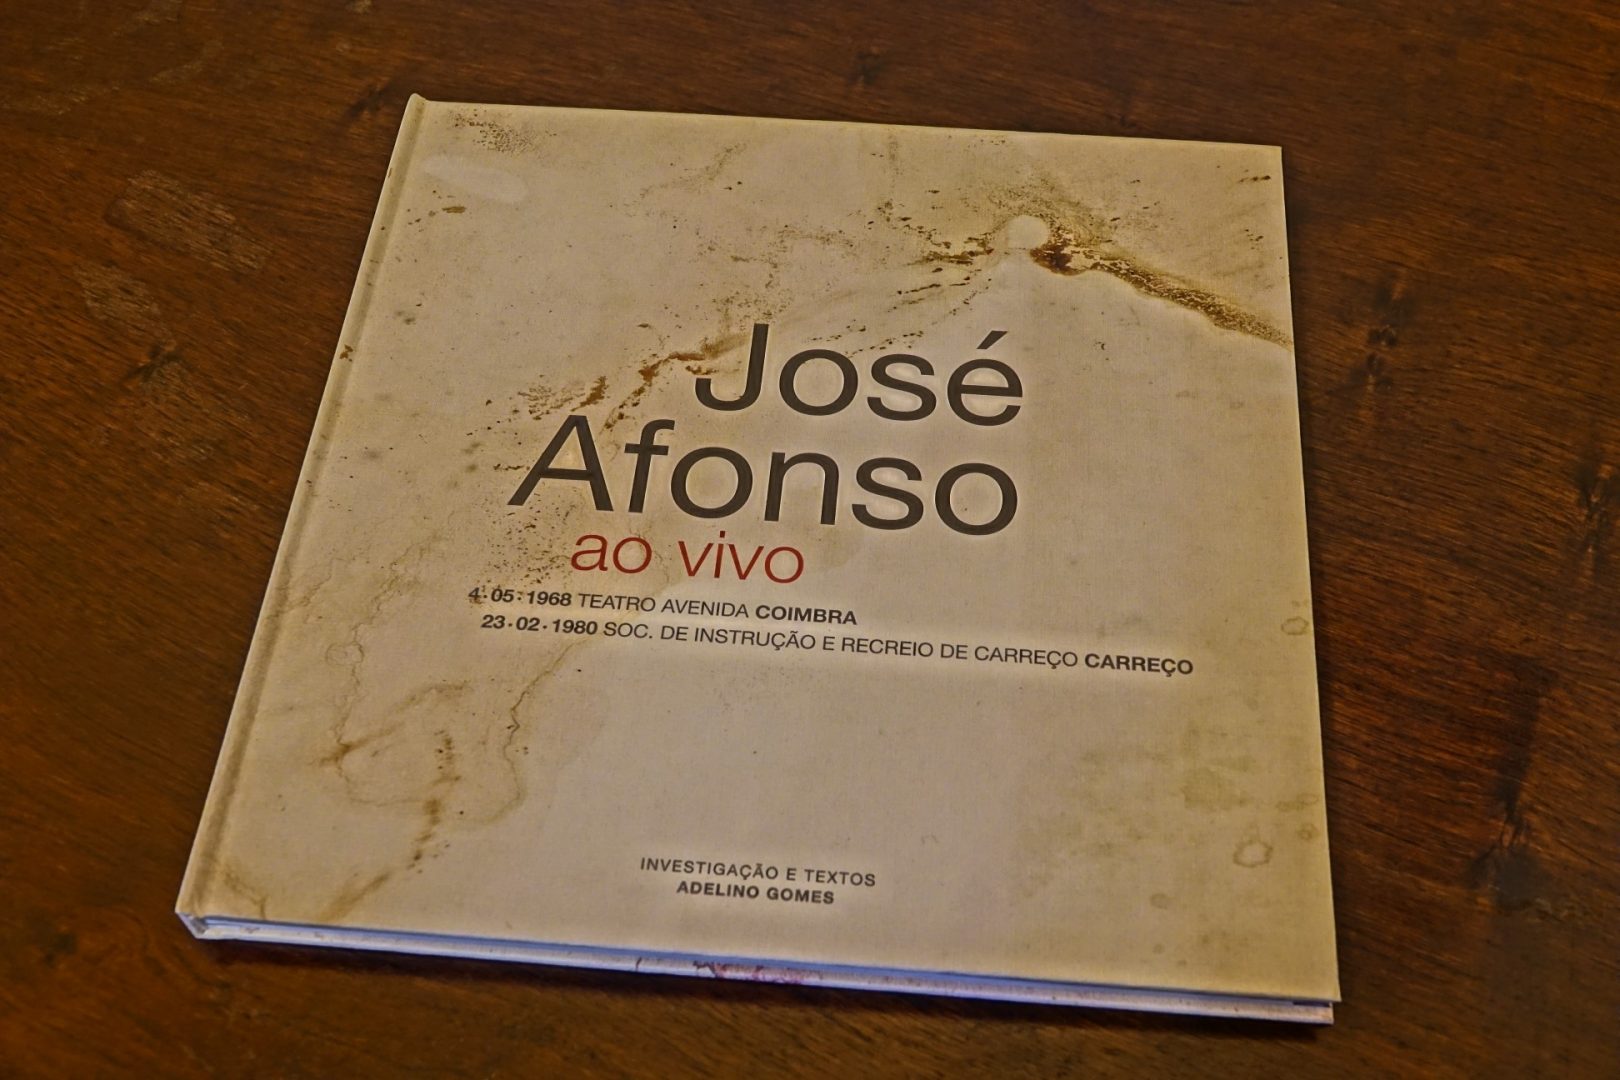 José
Afonso
ao vivo
4·05·1968 TEATRO AVENIDA COIMBRA
23·02·1980 SOC. DE INSTRUÇÃO E RECREIO DE CARREÇO CARREÇO
INVESTIGAÇÃO E TEXTOS
ADELINO GOMES